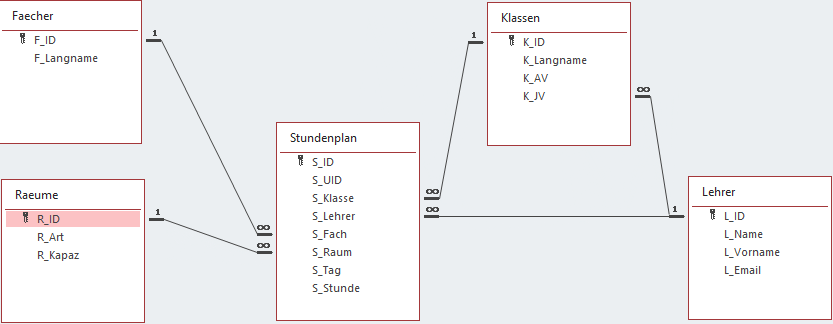 Faecher
F_ID
F_Langname
1
Klassen
K_ID
K_Langname
K_AV
K_JV
1
∞
Stundenplan
S_ID
S_UID
S_Klasse
S_Lehrer
S_Fach
S_Raum
S_Tag
S_Stunde
∞
∞
∞
∞
Raeume
R_ID
R_Art
R_Kapaz
1
Lehrer
L_ID
L_Name
L_Vorname
L_Email
1